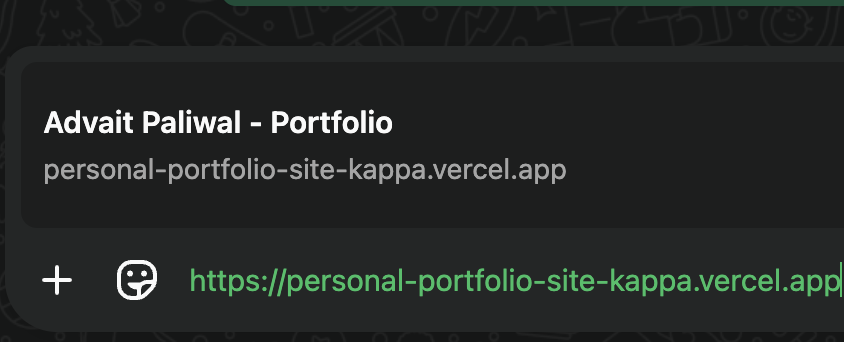 Advait Paliwal - Portfolio
personal-portfolio-site-kappa.vercel.app
https://personal-portfolio-site-kappa.vercel.app